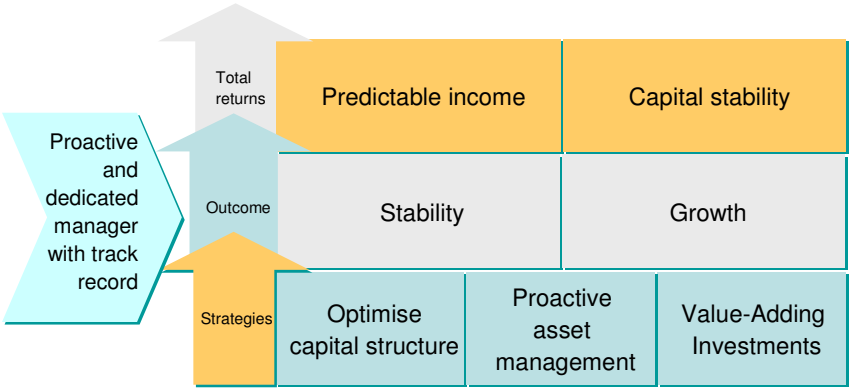 Total
returns
Predictable income
Capital stability
Proactive
and
dedicated
manager
with track
record
Outcome
Stability
Growth
Strategies
Optimise
capital structure
Proactive
asset
management
Value-Adding
Investments